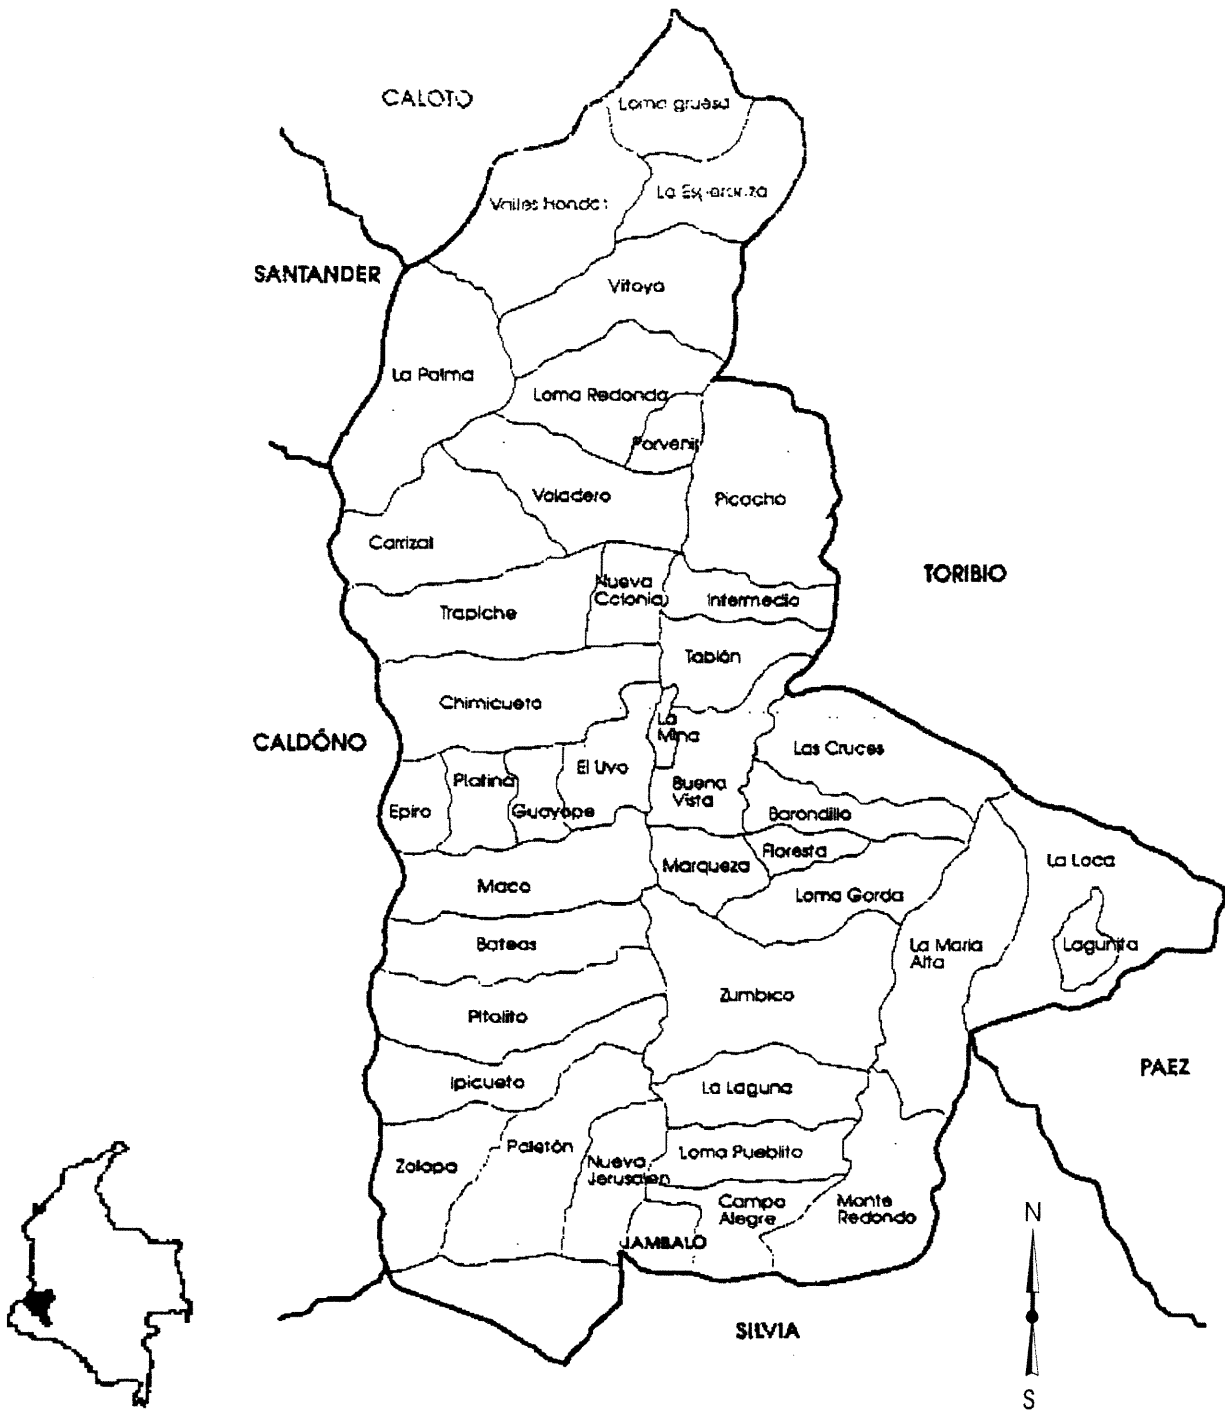 CALOTO
Loma gruesa
La Esperanza
Valles Hondos
SANTANDER
Vitoya
La Palma
Loma Redonda
Porvenir
Voladero
Picacho
Carrizal
TORIBIO
Nueva
Colonia
Intermedio
Trapiche
Tablón
Chimicueto
La
Mina
CALDÓNO
Las Cruces
El Uvo
Platina
Buena
Vista
Epiro
Guayope
Barondillo
Floresta
Marqueza
La Loca
Maco
Loma Gorda
Bateas
La Maria
Alta
Lagunita
Zumbico
Pitalito
PAEZ
Ipicueto
La Laguna
Paletón
Loma Pueblito
Zolapa
Nueva
Jerusalen
Campo
Alegre
Monte
Redondo
JAMBALO
N
SILVIA
S